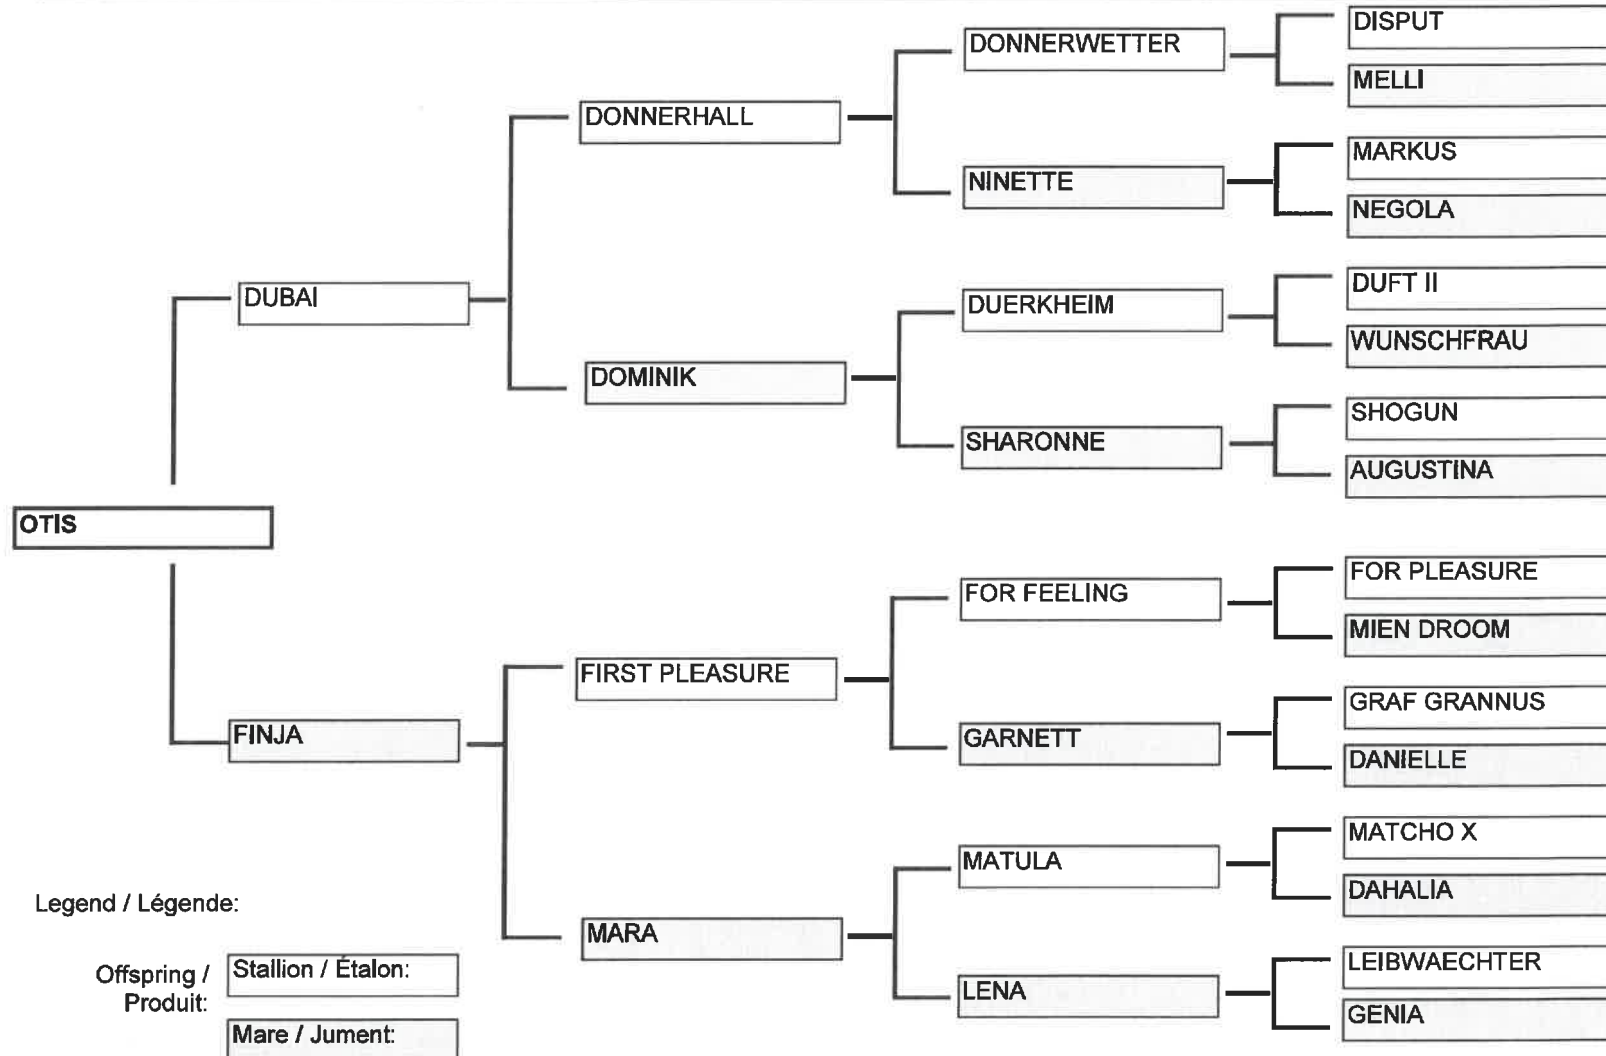 DISPUT
DONNERWETTER
MELLI
DONNERHALL
MARKUS
NINETTE
NEGOLA
DUBAI
DUFT II
DUERKHEIM
WUNSCHFRAU
DOMINIK
SHOGUN
SHARONNE
AUGUSTINA
OTIS
FOR PLEASURE
FOR FEELING
MIEN DROOM
FIRST PLEASURE
GRAF GRANNUS
FINJA
GARNETT
DANIELLE
MATCHO X
MATULA
DAHALIA
MARA
LEIBWAECHTER
LENA
GENIA
Legend / Légende:
Offspring /
Produit:
Stallion / Étalon:
Mare / Jument: